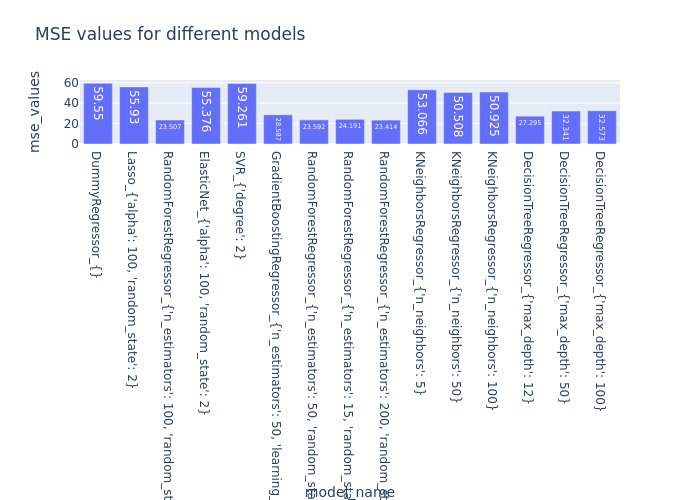 MSE values for different models
mse_values
60
40
20
0
59.55
55.93
23.507
55.376
59.261
28.587
23.592
24.191
23.414
53.066
50.508
50.925
27.295
32.341
32.573
DummyRegressor_{}
Lasso_{'alpha': 100, 'random_state': 2}
RandomForestRegressor_{'n_estimators': 100, 'random_st
ElasticNet_{'alpha': 100, 'random_state': 2}
SVR_{'degree': 2}
GradientBoostingRegressor_{'n_estimators': 50, 'learning_
RandomForestRegressor_{'n_estimators': 50, 'random_sta
RandomForestRegressor_{'n_estimators': 15, 'random_sta
RandomForestRegressor_{'n_estimators': 200, 'random_st
KNeighborsRegressor_{'n_neighbors': 5}
KNeighborsRegressor_{'n_neighbors': 50}
KNeighborsRegressor_{'n_neighbors': 100}
DecisionTreeRegressor_{'max_depth': 12}
DecisionTreeRegressor_{'max_depth': 50}
DecisionTreeRegressor_{'max_depth': 100}
model_name